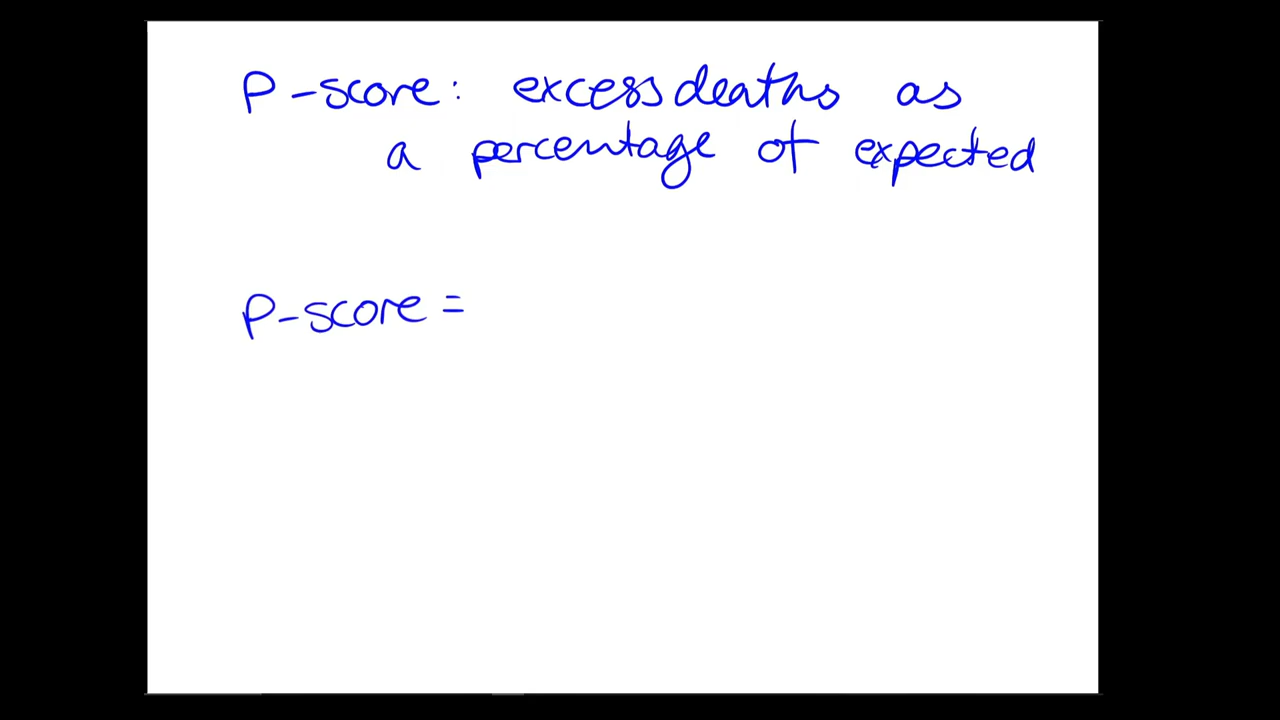 P-score: excess deaths as
a percentage of expected
P-score =